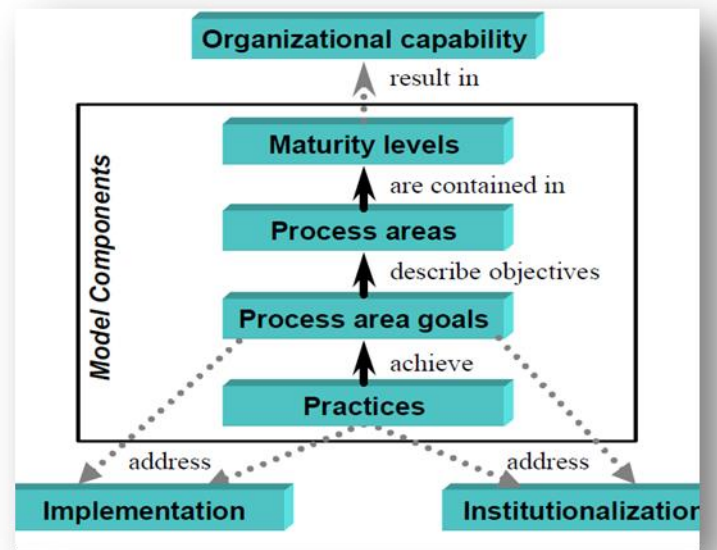 Organizational capability
result in
Maturity levels
are contained in
Process areas
describe objectives
Process area goals
achieve
Practices
Model Components
address
address
Implementation
Institutionalization